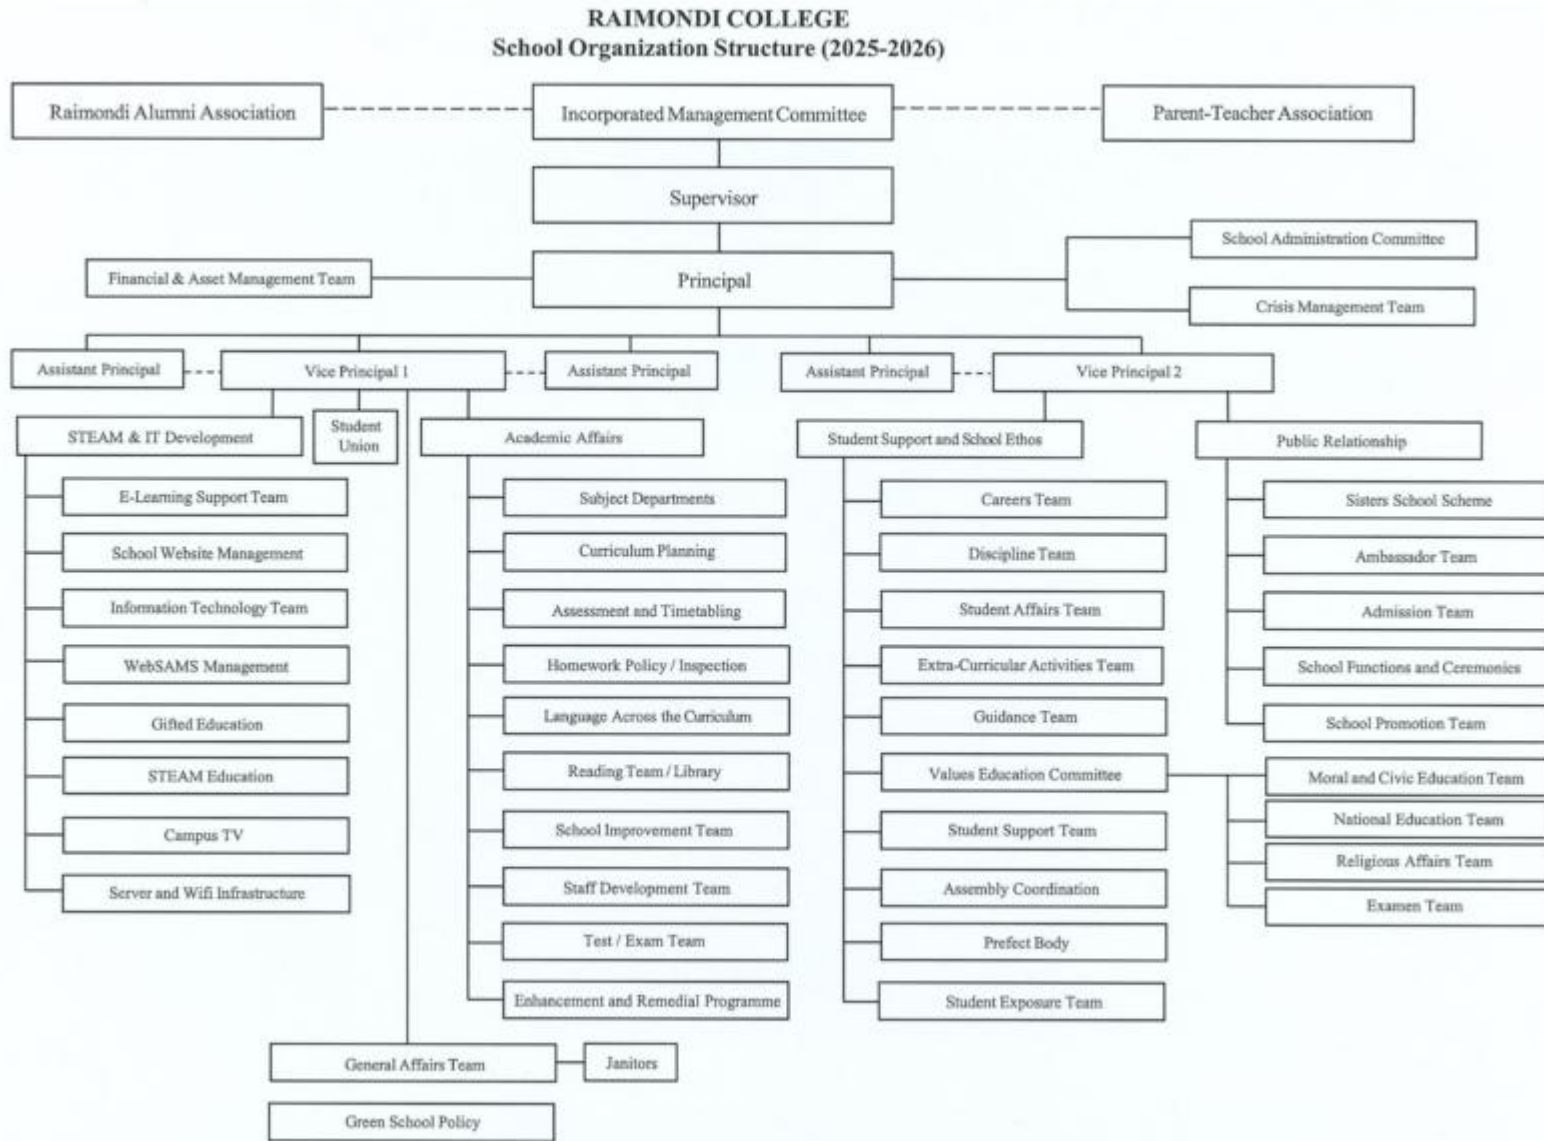 RAIMONDI COLLEGE
School Organization Structure (2025-2026)
Raimondi Alumni Association
Incorporated Management Committee
Parent-Teacher Association
Supervisor
School Administration Committee
Financial & Asset Management Team
Principal
Crisis Management Team
Assistant Principal
Vice Principal 1
Assistant Principal
Assistant Principal
Vice Principal 2
STEAM & IT Development
Student
Union
Academic Affairs
Student Support and School Ethos
Public Relationship
E-Learning Support Team
School Website Management
Information Technology Team
WebSAMS Management
Gifted Education
STEAM Education
Campus TV
Server and Wifi Infrastructure
Subject Departments
Curriculum Planning
Assessment and Timetabling
Homework Policy / Inspection
Language Across the Curriculum
Reading Team / Library
School Improvement Team
Staff Development Team
Test / Exam Team
Enhancement and Remedial Programme
Careers Team
Discipline Team
Student Affairs Team
Extra-Curricular Activities Team
Guidance Team
Values Education Committee
Student Support Team
Assembly Coordination
Prefect Body
Student Exposure Team
Sisters School Scheme
Ambassador Team
Admission Team
School Functions and Ceremonies
School Promotion Team
Moral and Civic Education Team
National Education Team
Religious Affairs Team
Examen Team
General Affairs Team
Janitors
Green School Policy